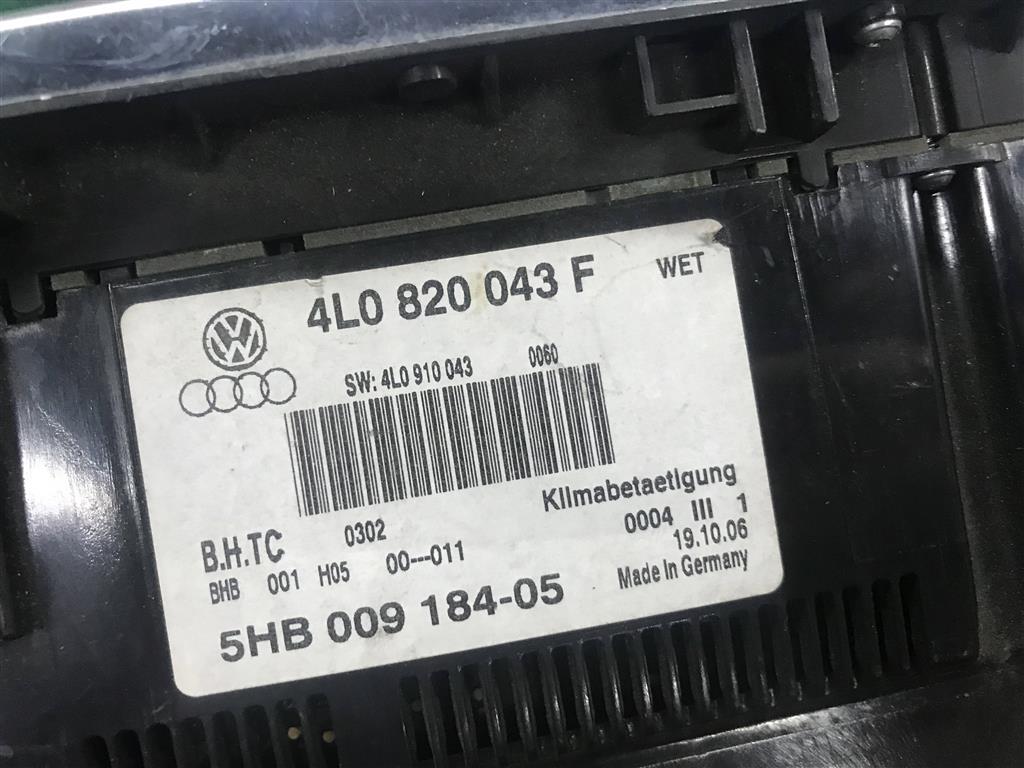 4L0 820 043 F
WET
VW
SW: 4L0 910 043 0060
Klimabetaetigung
B.H.TC 0302 0004 III 1
BHB 001 H05 00---011 19.10.06
5HB 009 184-05 Made In Germany